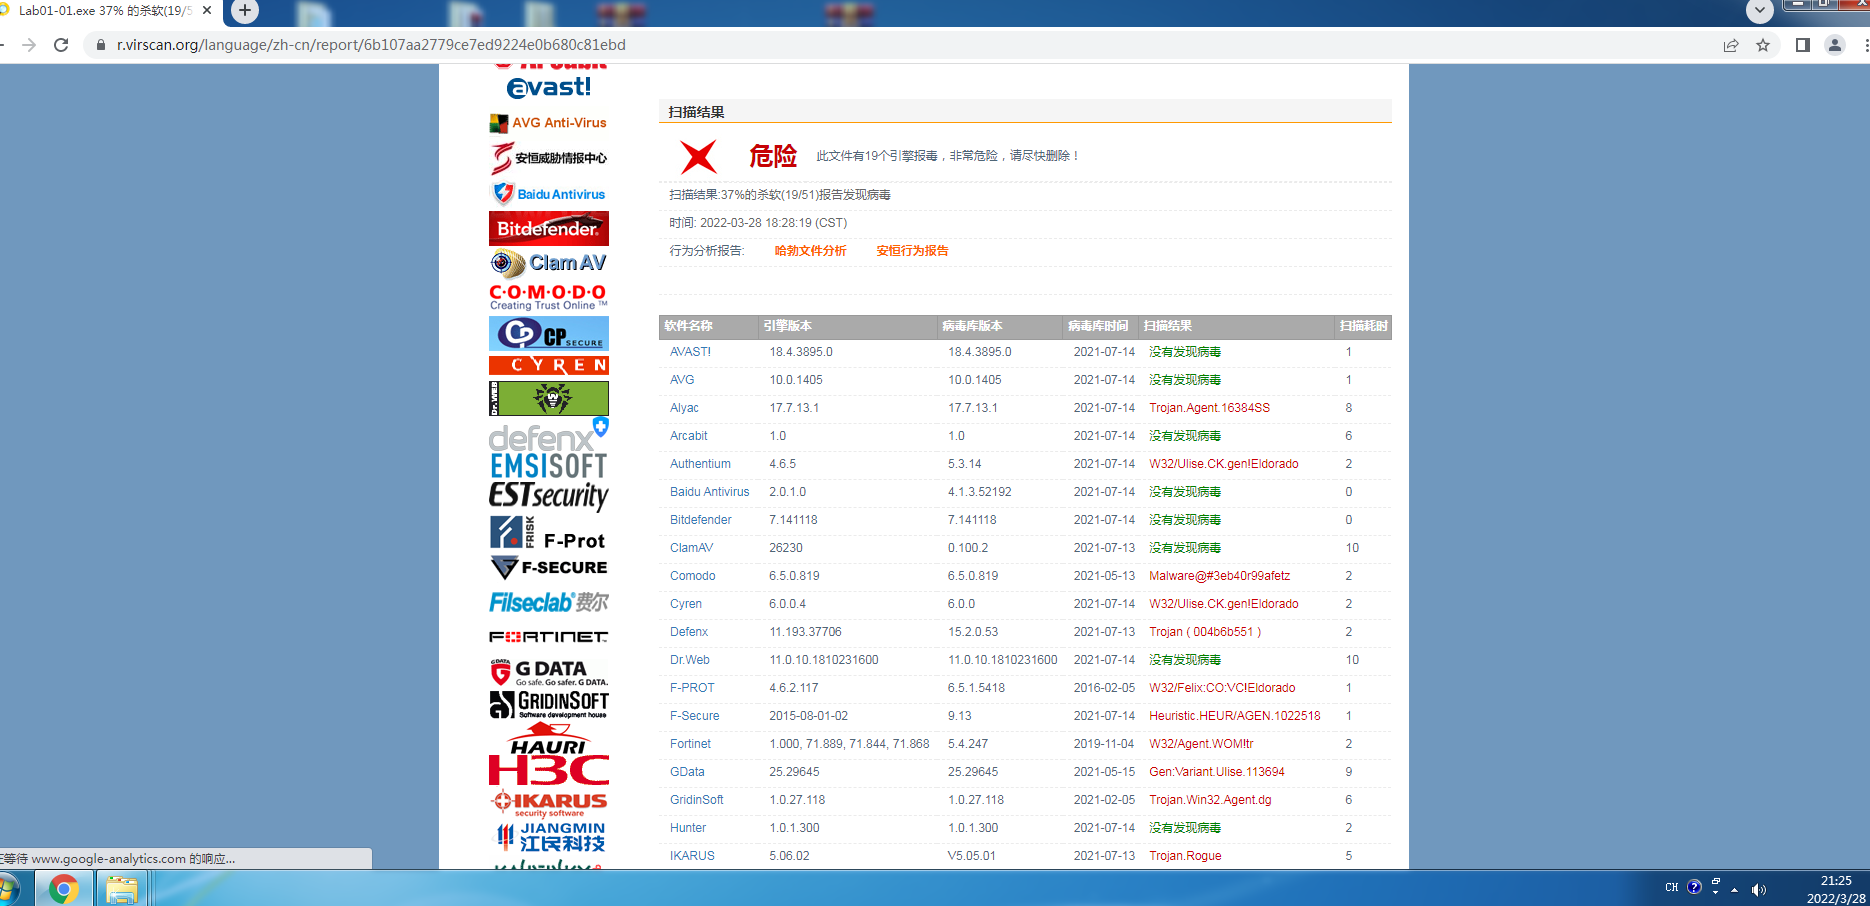 Lab01-01.exe 37% 的杀软(19/5
r.virscan.org/language/zh-cn/report/6b107aa2779ce7ed9224e0b680c81ebd
avast!
AVG Anti-Virus
安恒威胁情报中心
Baidu Antivirus
Bitdefender
Clam AV
C·O·M·O·D·O
Creating Trust Online ™
CP
CP SECURE
CYREN
Dr.WEB
defenx
EMSISOFT
ESTsecurity
FRISK F-Prot
F-SECURE
Filseclab 费尔
FORTINET
G DATA
Go safe. Go safer. G DATA.
GRIDINSOFT
Software development house
HAURI
H3C
IKARUS
security software
JIANGMIN
江民科技
扫描结果
危险 此文件有19个引擎报毒，非常危险，请尽快删除！
扫描结果:37%的杀软(19/51)报告发现病毒
时间: 2022-03-28 18:28:19 (CST)
行为分析报告: 哈勃文件分析 安恒行为报告
软件名称 引擎版本 病毒库版本 病毒库时间 扫描结果 扫描耗时
AVAST! 18.4.3895.0 18.4.3895.0 2021-07-14 没有发现病毒 1
AVG 10.0.1405 10.0.1405 2021-07-14 没有发现病毒 1
Alyac 17.7.13.1 17.7.13.1 2021-07-14 Trojan.Agent.16384SS 8
Arcabit 1.0 1.0 2021-07-14 没有发现病毒 6
Authentium 4.6.5 5.3.14 2021-07-14 W32/Ulise.CK.gen!Eldorado 2
Baidu Antivirus 2.0.1.0 4.1.3.52192 2021-07-14 没有发现病毒 0
Bitdefender 7.141118 7.141118 2021-07-14 没有发现病毒 0
ClamAV 26230 0.100.2 2021-07-13 没有发现病毒 10
Comodo 6.5.0.819 6.5.0.819 2021-05-13 Malware@#3eb40r99afetz 2
Cyren 6.0.0.4 6.0.0 2021-07-14 W32/Ulise.CK.gen!Eldorado 2
Defenx 11.193.37706 15.2.0.53 2021-07-13 Trojan ( 004b6b551 ) 2
Dr.Web 11.0.10.1810231600 11.0.10.1810231600 2021-07-14 没有发现病毒 10
F-PROT 4.6.2.117 6.5.1.5418 2016-02-05 W32/Felix:CO:VC!Eldorado 1
F-Secure 2015-08-01-02 9.13 2021-07-14 Heuristic.HEUR/AGEN.1022518 1
Fortinet 1.000, 71.889, 71.844, 71.868 5.4.247 2019-11-04 W32/Agent.WOM!tr 2
GData 25.29645 25.29645 2021-05-15 Gen:Variant.Ulise.113694 9
GridinSoft 1.0.27.118 1.0.27.118 2021-02-05 Trojan.Win32.Agent.dg 6
Hunter 1.0.1.300 1.0.1.300 2021-07-14 没有发现病毒 2
IKARUS 5.06.02 V5.05.01 2021-07-13 Trojan.Rogue 5
等待 www.google-analytics.com 的响应...
CH
21:25
2022/3/28